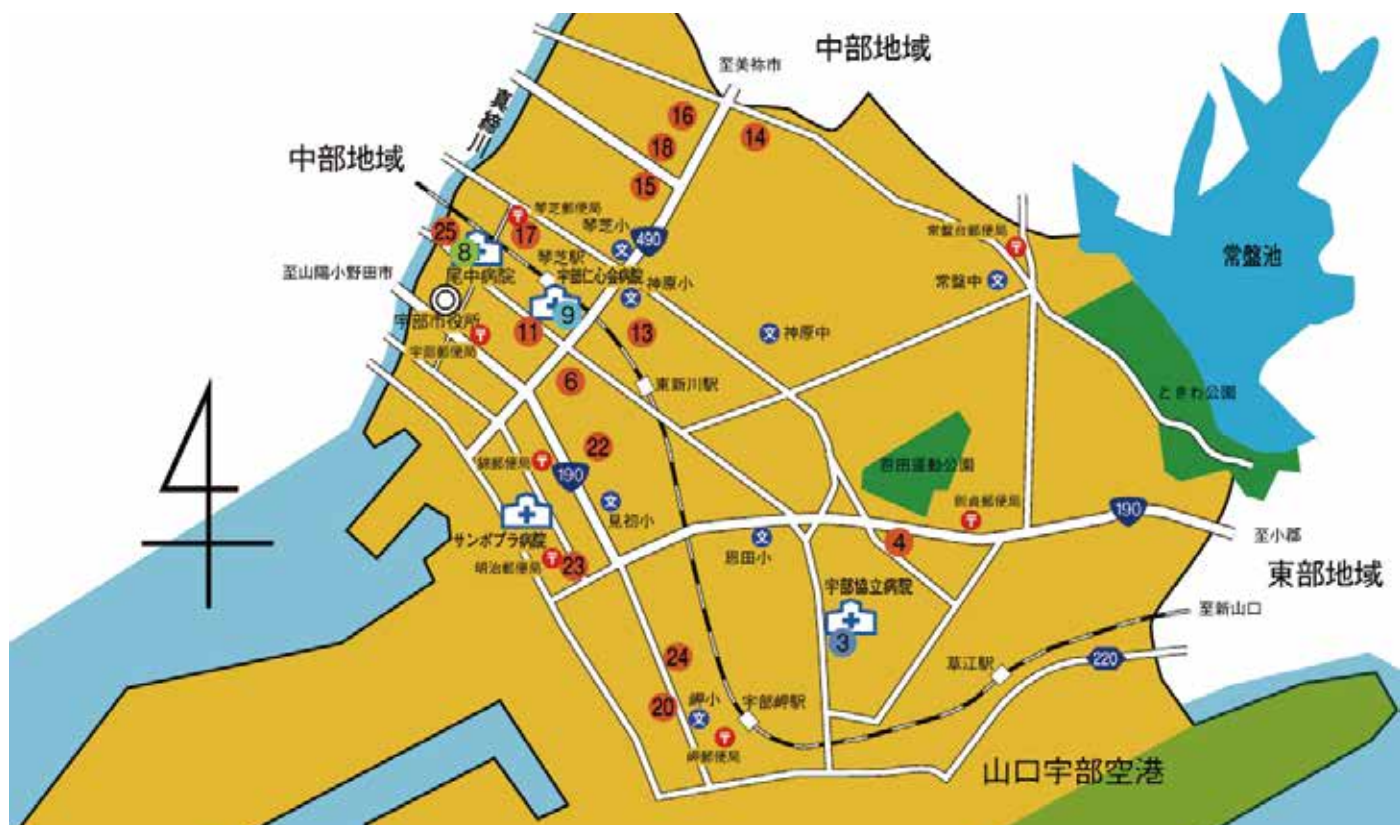 中部地域
至美祢市
真締川
16
14
18
中部地域
15
琴芝郵便局
25
17
琴芝小
490
常盤台郵便局
8
琴芝駅
常盤池
至山陽小野田市
尾中病院
宇部仁心会病院
神原小
常盤中
9
宇部市役所
11
13
神原中
宇部郵便局
6
東新川駅
ときわ公園
22
錦郵便局
190
恩田運動公園
見初小
則貞郵便局
190
サンポプラ病院
恩田小
4
至小郡
明治郵便局
23
宇部協立病院
東部地域
至新山口
3
24
草江駅
220
20
岬小
宇部岬駅
岬郵便局
山口宇部空港